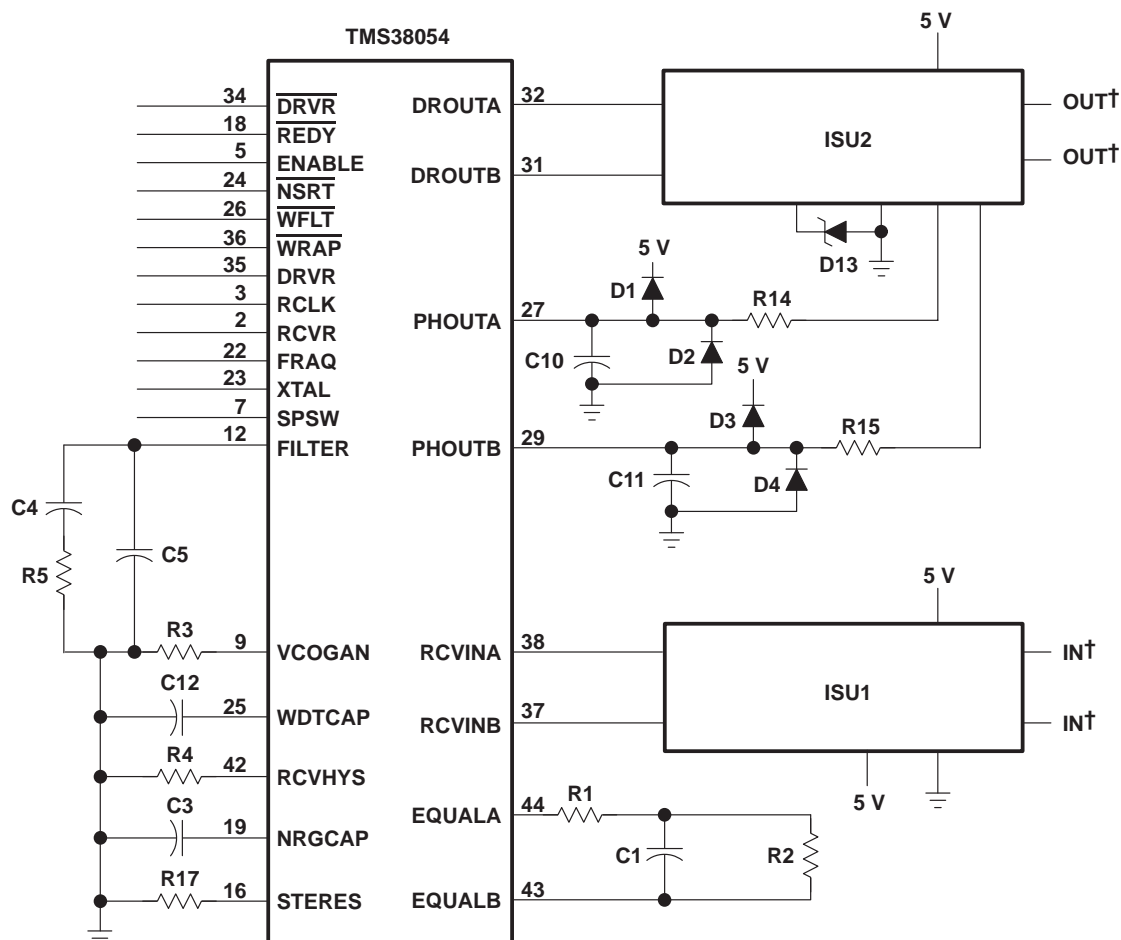 5 V
TMS38054
34 DRVR DROUTA 32 OUT†
18 REDY
5 ENABLE ISU2
24 NSRT DROUTB 31 OUT†
26 WFLT
36 WRAP
35 DRVR 5 V D13
3 RCLK D1 R14
2 RCVR PHOUTA 27
22 FRAQ C10 D2 5 V
23 XTAL
7 SPSW D3 R15
12 FILTER PHOUTB 29
C11 D4
C4
C5
R5
5 V
R3
9 VCOGAN RCVINA 38 IN†
C12 ISU1
25 WDTCAP RCVINB 37 IN†
R4
42 RCVHYS
R1 5 V
C3 EQUALA 44
19 NRGCAP
C1 R2
R17
16 STERES EQUALB 43